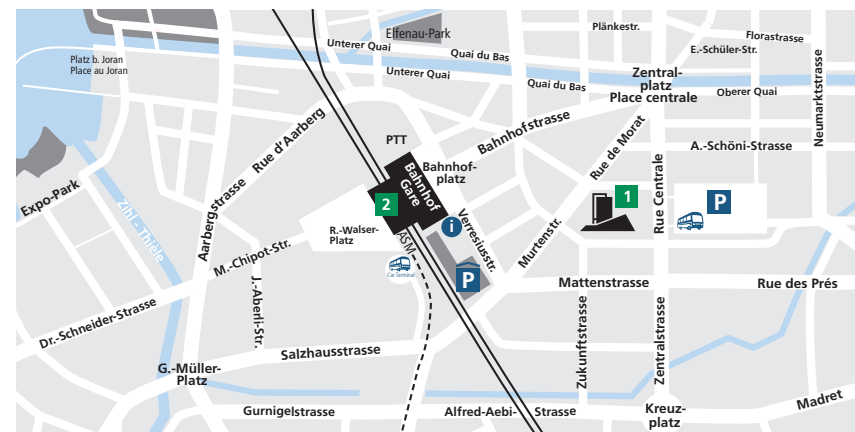 Elfenau-Park
Plänkestr.
Florastrasse
Unterer Quai
Quai du Bas
E.-Schüler-Str.
Platz b. Joran
Place au Joran
Unterer Quai
Quai du Bas
Zentral-
platz
Place centrale
Oberer Quai
Neumarktstrasse
Rue d'Aarberg
PTT
Bahnhofstrasse
Rue de Morat
A.-Schöni-Strasse
Bahnhof-
platz
Bahnhof
Gare
Expo-Park
Zihl - Thièle
Aarbergstrasse
2
1
P
Rue Centrale
i
Verresiusstr.
R.-Walser-
Platz
ASM
M.-Chipot-Str.
Murtenstr.
Car Terminal
P
Mattenstrasse
Rue des Prés
J.-Aberli-Str.
Dr.-Schneider-Strasse
Zukunftstrasse
Zentralstrasse
Salzhausstrasse
G.-Müller-
Platz
Gurnigelstrasse
Alfred-Aebi-
Strasse
Kreuz-
platz
Madret